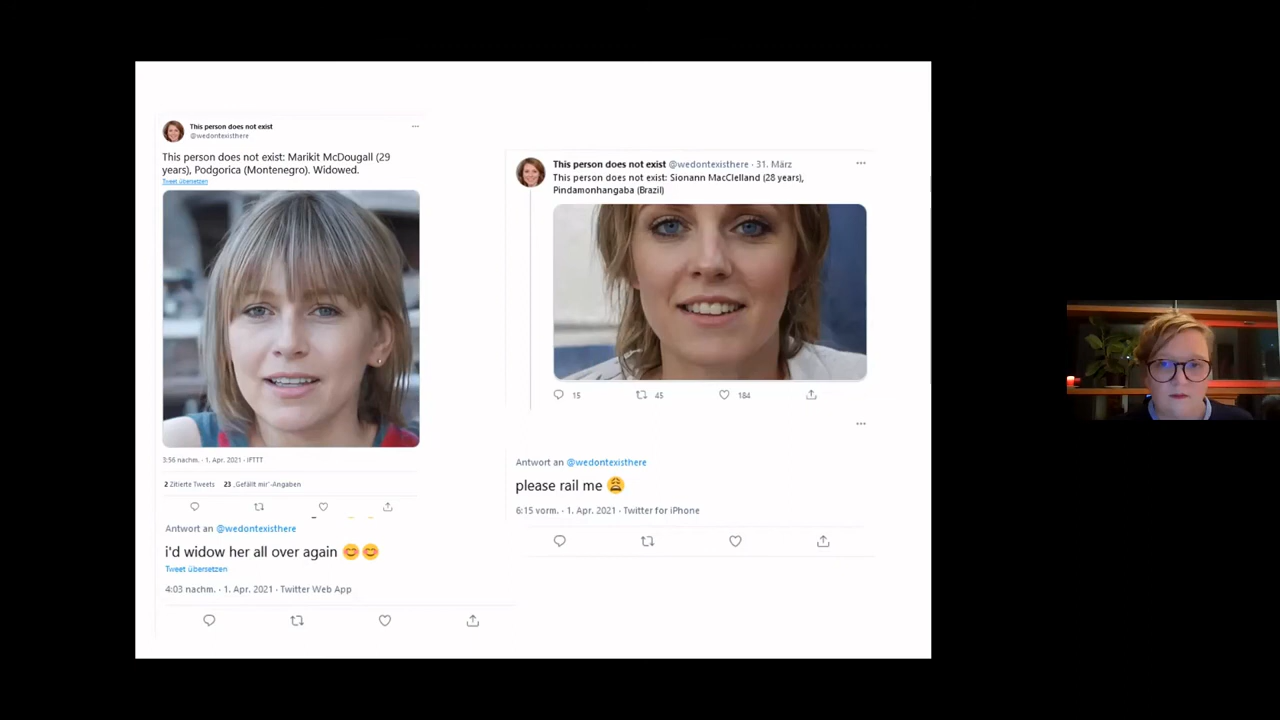 This person does not exist
@wedontexisthere
This person does not exist: Marikit McDougall (29
years), Podgorica (Montenegro). Widowed.
Tweet übersetzen
3:56 nachm. · 1. Apr. 2021 · IFTTT
2 Zitierte Tweets 23 „Gefällt mir“-Angaben
Antwort an @wedontexisthere
i'd widow her all over again 😊😊
Tweet übersetzen
4:03 nachm. · 1. Apr. 2021 · Twitter Web App
This person does not exist @wedontexisthere · 31. März
This person does not exist: Sionann MacClelland (28 years),
Pindamonhangaba (Brazil)
15 45 184
Antwort an @wedontexisthere
please rail me 😩
6:15 vorm. · 1. Apr. 2021 · Twitter for iPhone